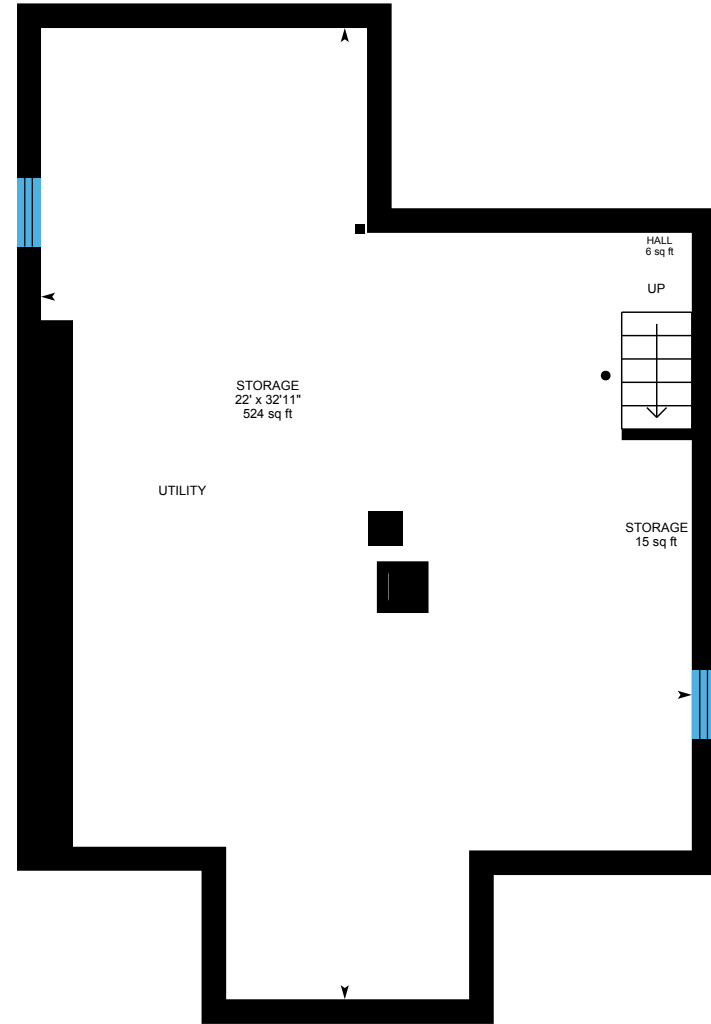 HALL
6 sq ft
UP
STORAGE
22' x 32'11"
524 sq ft
UTILITY
STORAGE
15 sq ft